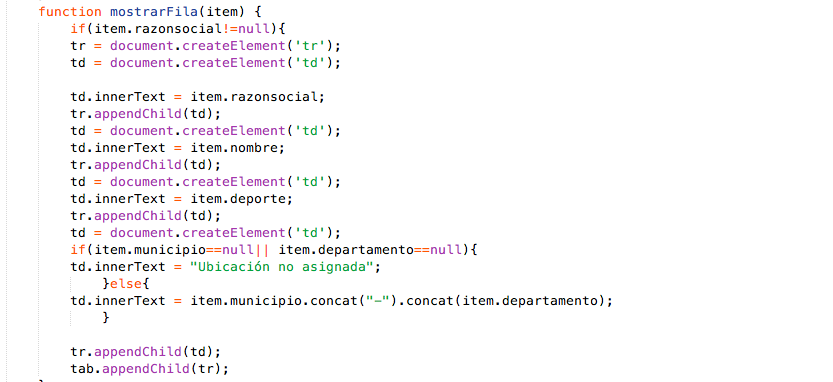 function mostrarFila(item) {
if(item.razonsocial!=null){
tr = document.createElement('tr');
td = document.createElement('td');
td.innerText = item.razonsocial;
tr.appendChild(td);
td = document.createElement('td');
td.innerText = item.nombre;
tr.appendChild(td);
td = document.createElement('td');
td.innerText = item.deporte;
tr.appendChild(td);
td = document.createElement('td');
if(item.municipio==null|| item.departamento==null){
td.innerText = "Ubicación no asignada";
}else{
td.innerText = item.municipio.concat("-").concat(item.departamento);
}
tr.appendChild(td);
tab.appendChild(tr);